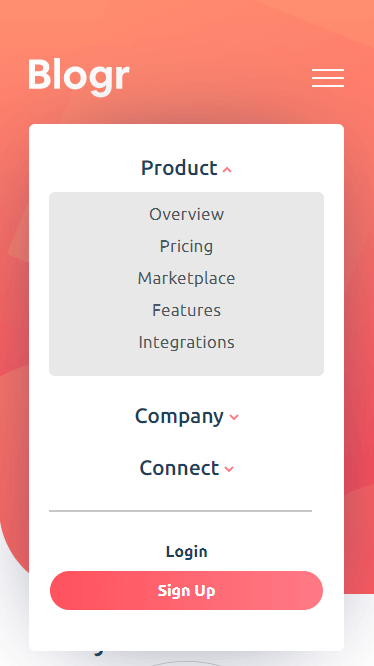 Blogr
Product
Overview
Pricing
Marketplace
Features
Integrations
Company
Connect
Login
Sign Up